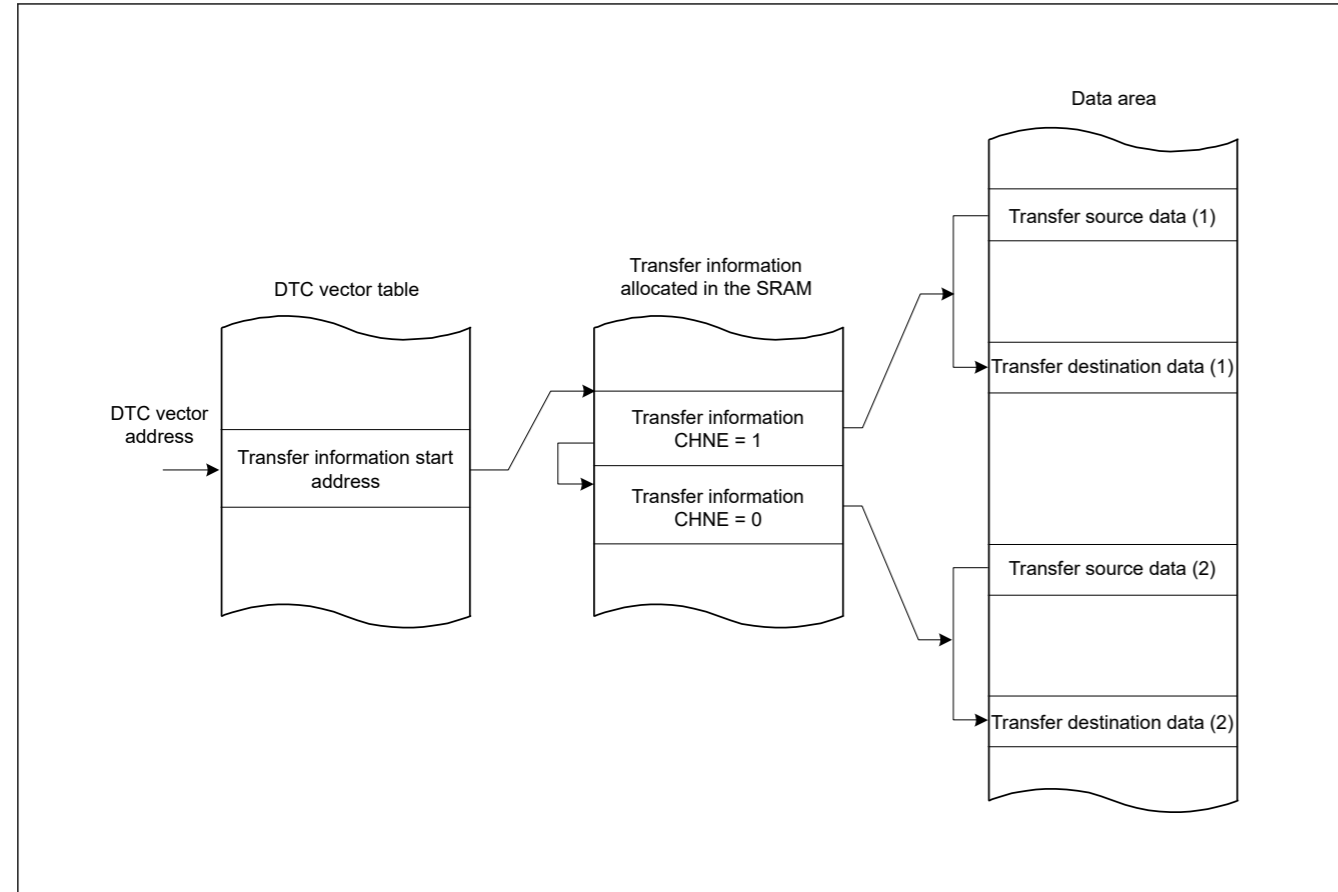 DTC vector
address
DTC vector table
Transfer information start
address
Transfer information
allocated in the SRAM
Transfer information
CHNE = 1
Transfer information
CHNE = 0
Data area
Transfer source data (1)
Transfer destination data (1)
Transfer source data (2)
Transfer destination data (2)